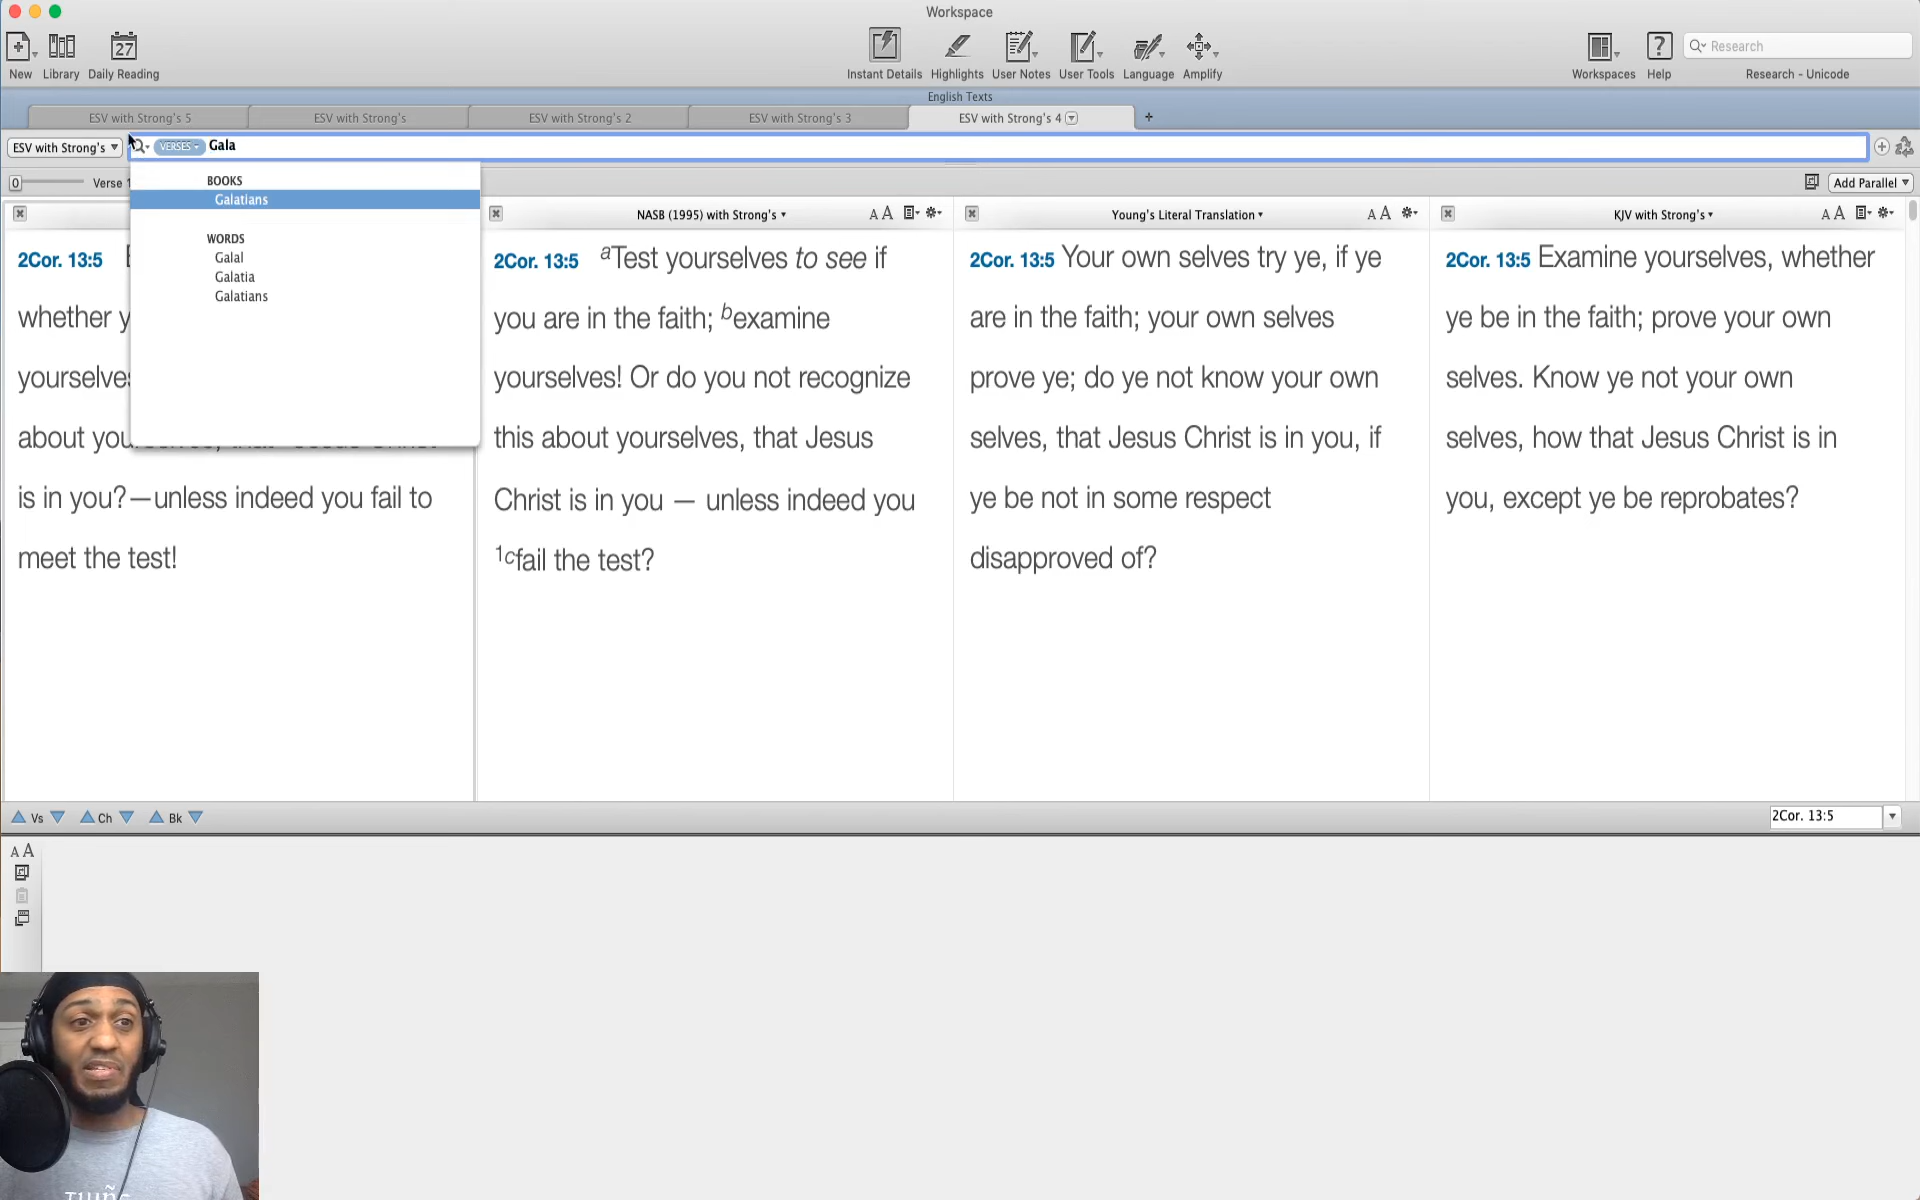 Workspace
New
Library
27
Daily Reading
Instant Details
Highlights
User Notes
User Tools
Language
Amplify
Workspaces
?
Help
Research
Research - Unicode
English Texts
ESV with Strong's 5
ESV with Strong's
ESV with Strong's 2
ESV with Strong's 3
ESV with Strong's 4
+
ESV with Strong's
VERSES
Gala
0
Verse 1
Add Parallel
BOOKS
Galatians
WORDS
Galal
Galatia
Galatians
2Cor. 13:5
whether y
yourselves
about you
is in you?—unless indeed you fail to
meet the test!
NASB (1995) with Strong's
A A
2Cor. 13:5 aTest yourselves to see if
you are in the faith; bexamine
yourselves! Or do you not recognize
this about yourselves, that Jesus
Christ is in you — unless indeed you
1cfail the test?
Young's Literal Translation
A A
2Cor. 13:5 Your own selves try ye, if ye
are in the faith; your own selves
prove ye; do ye not know your own
selves, that Jesus Christ is in you, if
ye be not in some respect
disapproved of?
KJV with Strong's
A A
2Cor. 13:5 Examine yourselves, whether
ye be in the faith; prove your own
selves. Know ye not your own
selves, how that Jesus Christ is in
you, except ye be reprobates?
Vs
Ch
Bk
2Cor. 13:5
A A